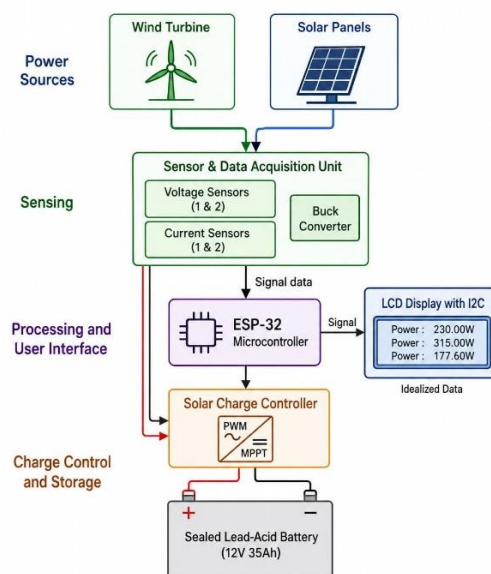 Wind Turbine
Solar Panels
Power
Sources
Sensor & Data Acquisition Unit
Sensing
Voltage Sensors
(1 & 2)
Buck
Converter
Current Sensors
(1 & 2)
Signal data
Processing and
User Interface
ESP-32
Microcontroller
Signal
LCD Display with I2C
Power : 230.00W
Power : 315.00W
Power : 177.60W
Idealized Data
Solar Charge Controller
PWM
MPPT
Charge Control
and Storage
+
−
Sealed Lead-Acid Battery
(12V 35Ah)